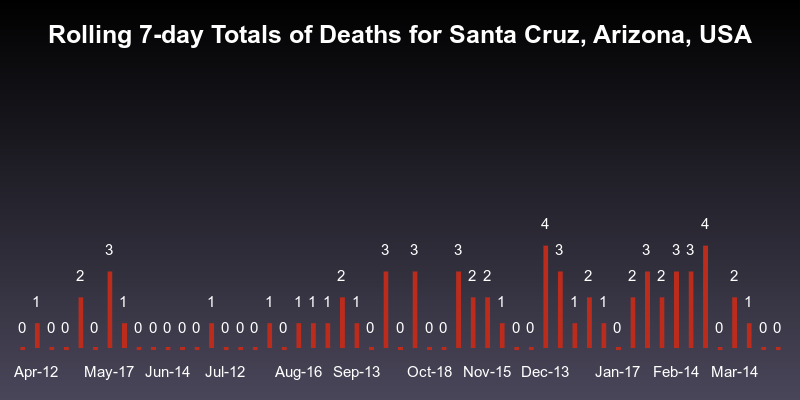 Rolling 7-day Totals of Deaths for Santa Cruz, Arizona, USA
4 4
3 3 3 3 3 3 3 3
2 2 2 2 2 2 2 2
1 1 1 1 1 1 1 1 1 1 1 1
0 0 0 0 0 0 0 0 0 0 0 0 0 0 0 0 0 0 0 0 0 0 0
Apr-12 May-17 Jun-14 Jul-12 Aug-16 Sep-13 Oct-18 Nov-15 Dec-13 Jan-17 Feb-14 Mar-14